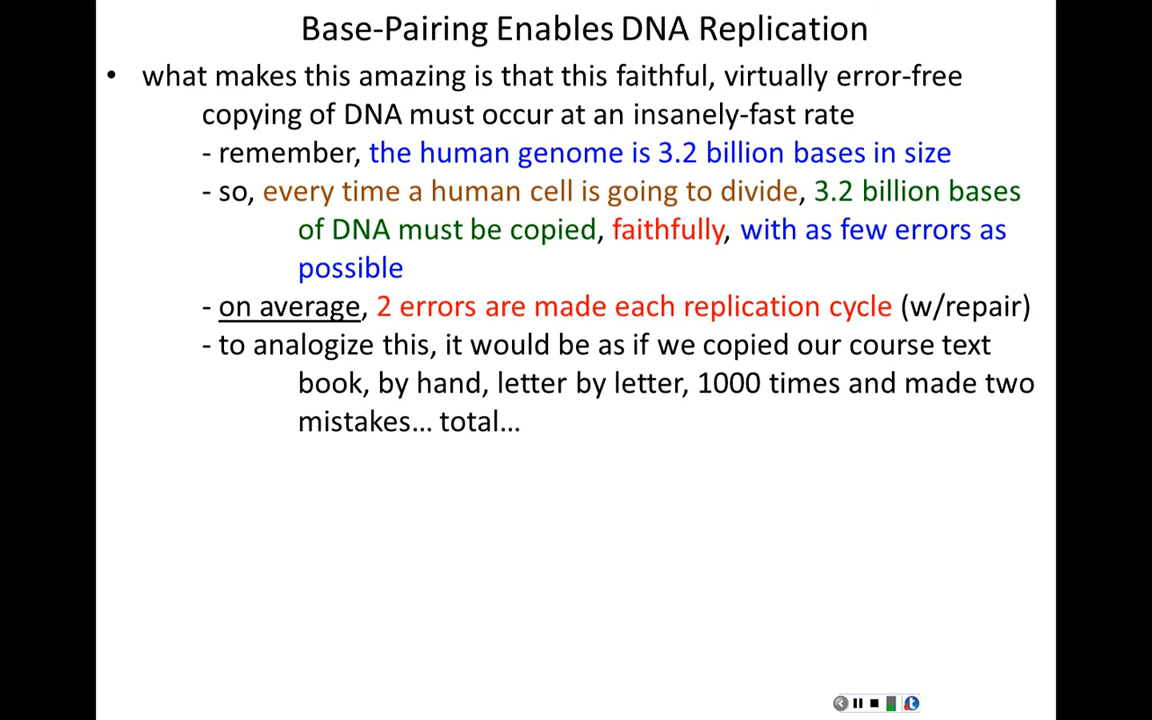 Base-Pairing Enables DNA Replication
• what makes this amazing is that this faithful, virtually error-free
copying of DNA must occur at an insanely-fast rate
- remember, the human genome is 3.2 billion bases in size
- so, every time a human cell is going to divide, 3.2 billion bases
of DNA must be copied, faithfully, with as few errors as
possible
- on average, 2 errors are made each replication cycle (w/repair)
- to analogize this, it would be as if we copied our course text
book, by hand, letter by letter, 1000 times and made two
mistakes... total...